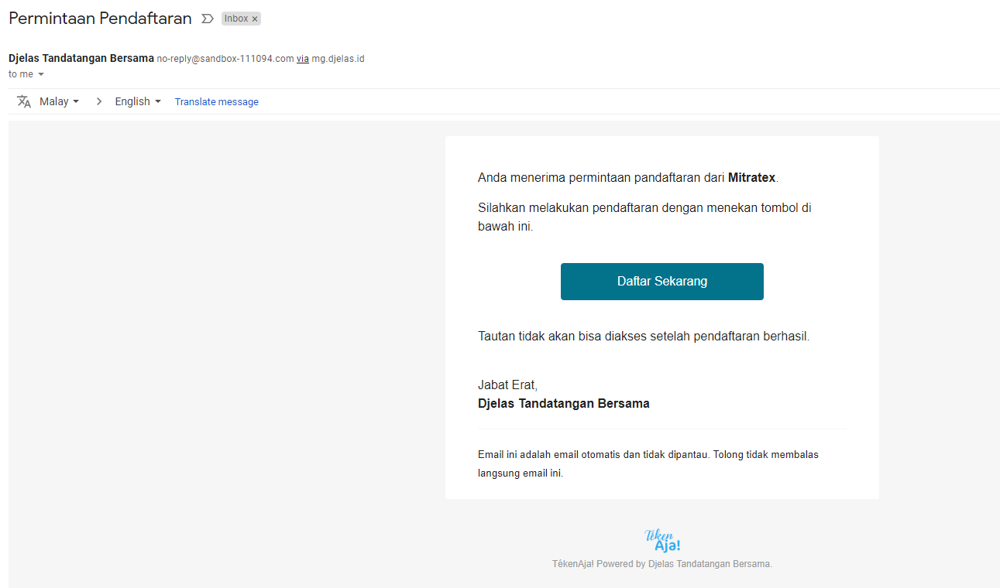 Permintaan Pendaftaran Inbox ×
Djelas Tandatangan Bersama no-reply@sandbox-111094.com via mg.djelas.id
to me
Malay > English Translate message
Anda menerima permintaan pandaftaran dari Mitratex.
Silahkan melakukan pendaftaran dengan menekan tombol di
bawah ini.
Daftar Sekarang
Tautan tidak akan bisa diakses setelah pendaftaran berhasil.
Jabat Erat,
Djelas Tandatangan Bersama
Email ini adalah email otomatis dan tidak dipantau. Tolong tidak membalas
langsung email ini.
Téken
Aja!
TékenAja! Powered by Djelas Tandatangan Bersama.